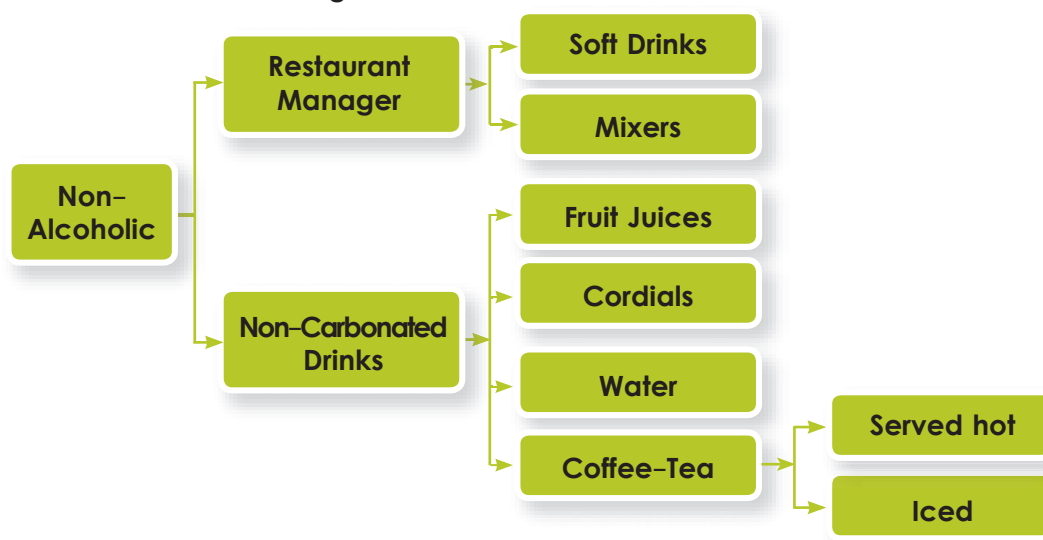 Restaurant
Manager
Soft Drinks
Mixers
Non-
Alcoholic
Non-Carbonated
Drinks
Fruit Juices
Cordials
Water
Coffee-Tea
Served hot
Iced